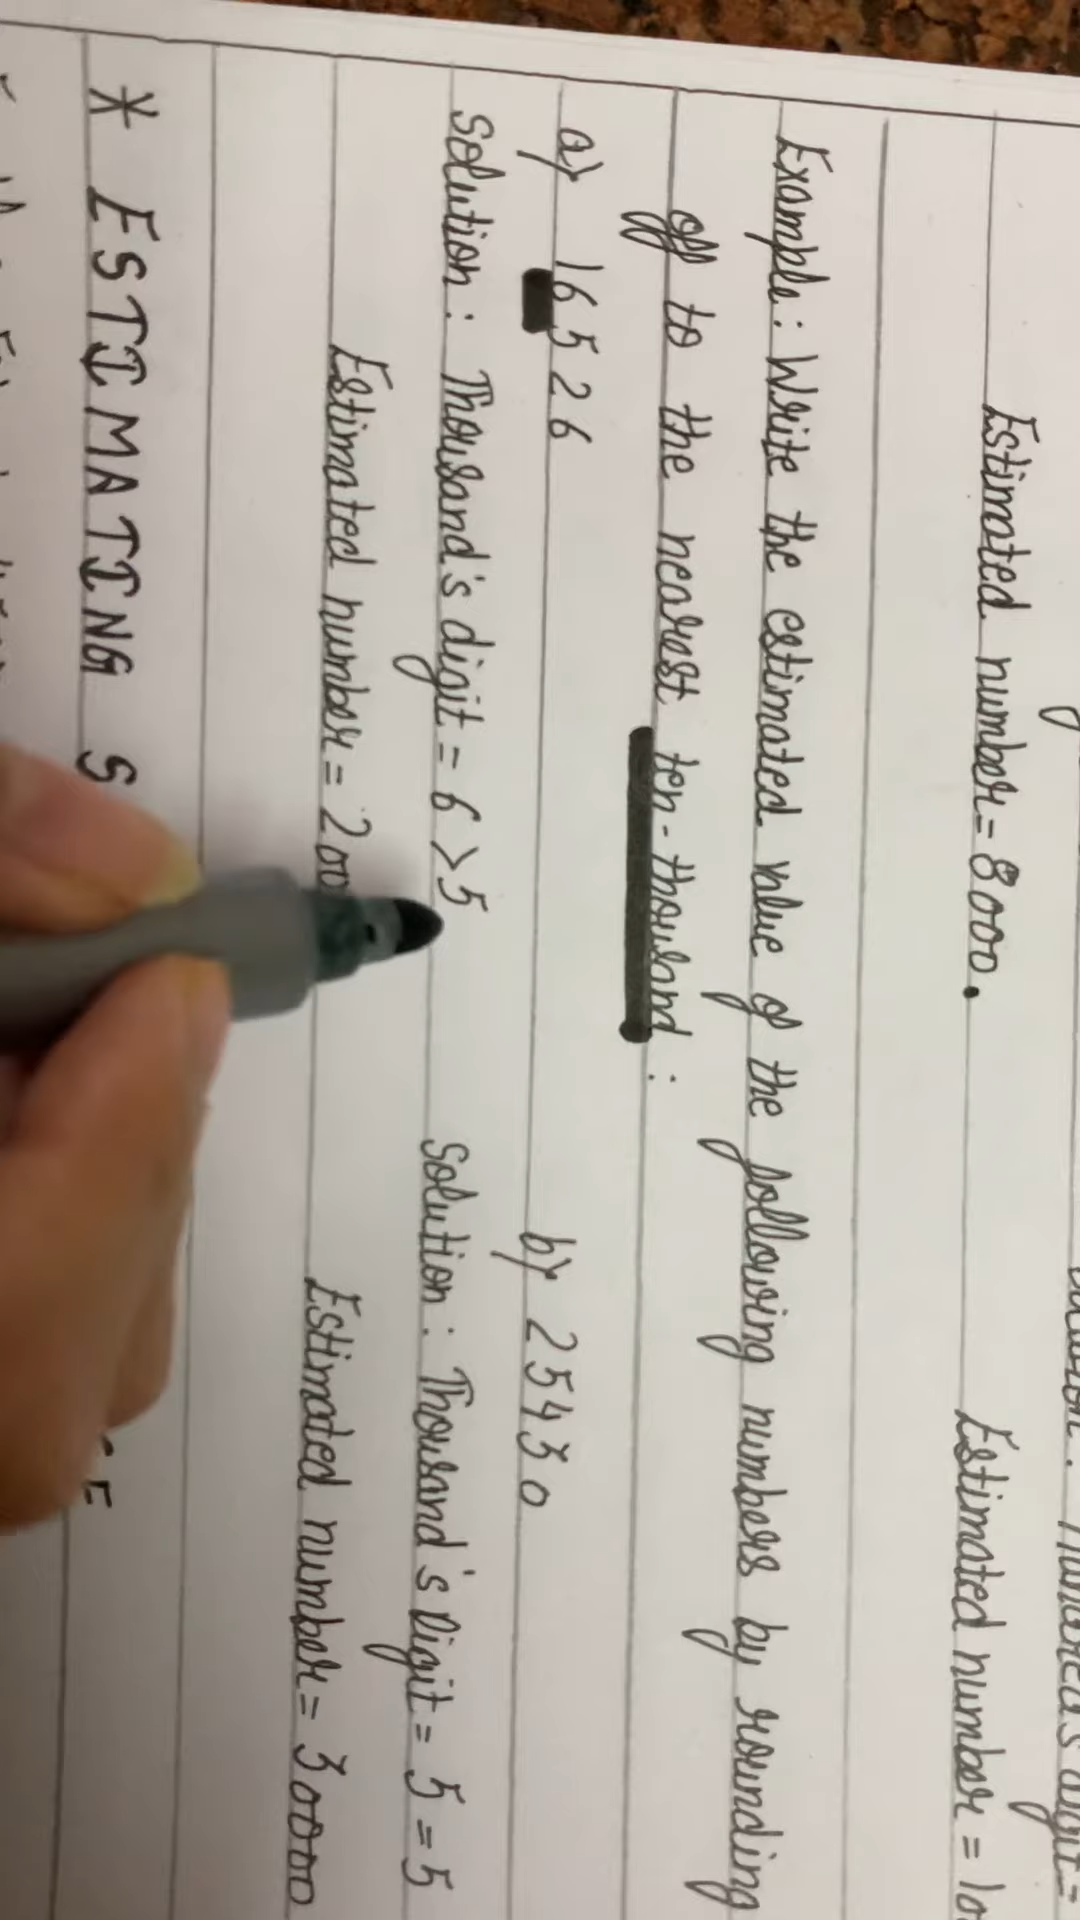 Estimated number = 8000.
Estimated number = 10
Example: Write the estimated value of the following numbers by rounding
off to the nearest ten-thousand :
a) 16526
b) 25430
Solution: Thousand's digit = 6 > 5
Solution: Thousand's Digit = 5 = 5
Estimated number = 200
Estimated number = 30000
* ESTIMATING S